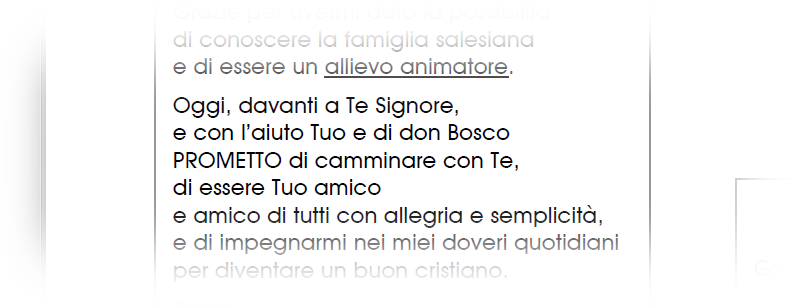 Grazie per avermi dato la possibilità
di conoscere la famiglia salesiana
e di essere un allievo animatore.
Oggi, davanti a Te Signore,
e con l'aiuto Tuo e di don Bosco
PROMETTO di camminare con Te,
di essere Tuo amico
e amico di tutti con allegria e semplicità,
e di impegnarmi nei miei doveri quotidiani
per diventare un buon cristiano.